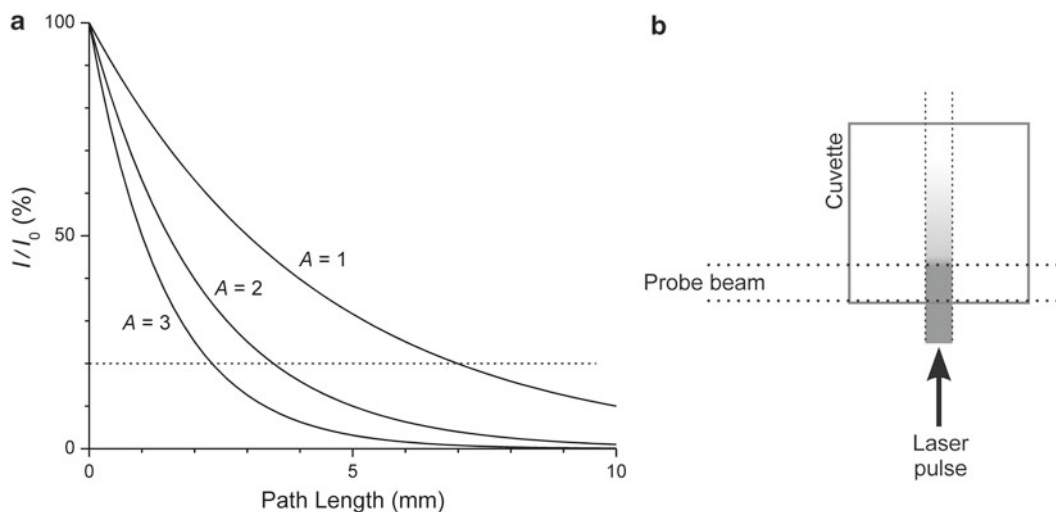 a
100
50
0
I / I₀ (%)
A = 1
A = 2
A = 3
0
5
10
Path Length (mm)
b
Cuvette
Probe beam
Laser
pulse